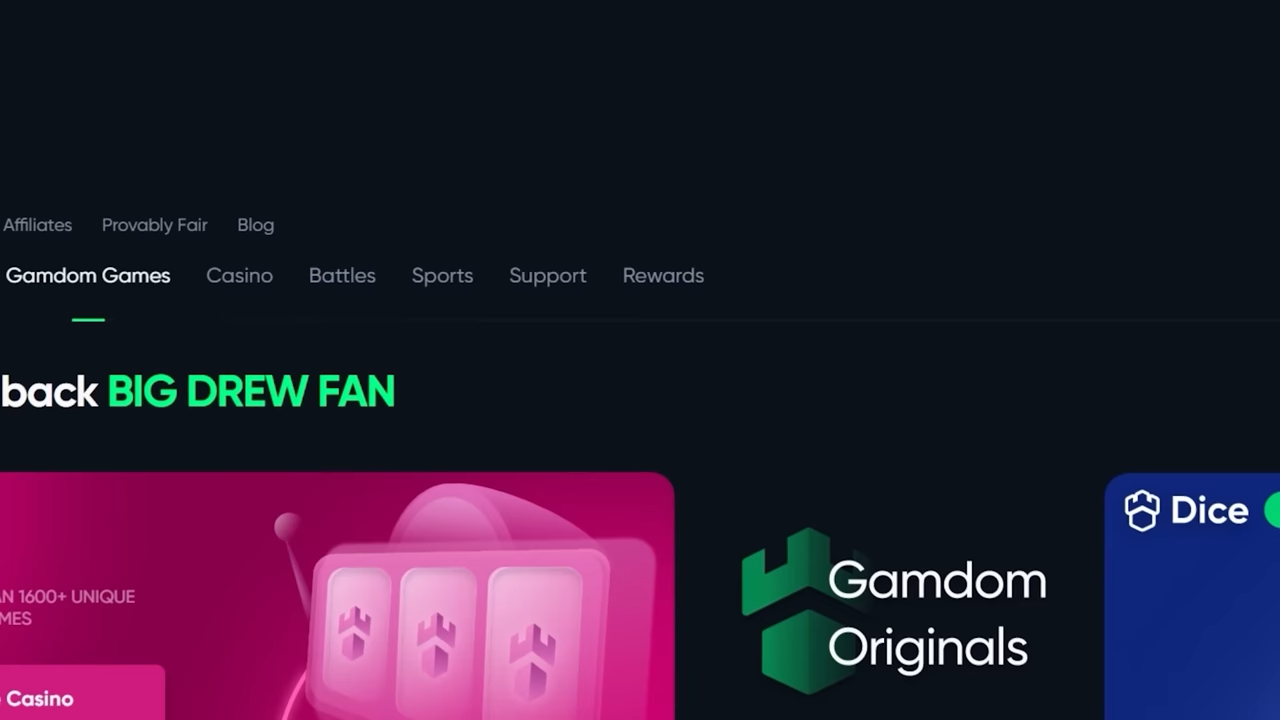 Affiliates Provably Fair Blog
Gamdom Games Casino Battles Sports Support Rewards
back BIG DREW FAN
Dice
Gamdom
Originals
AN 1600+ UNIQUE
MES
Casino